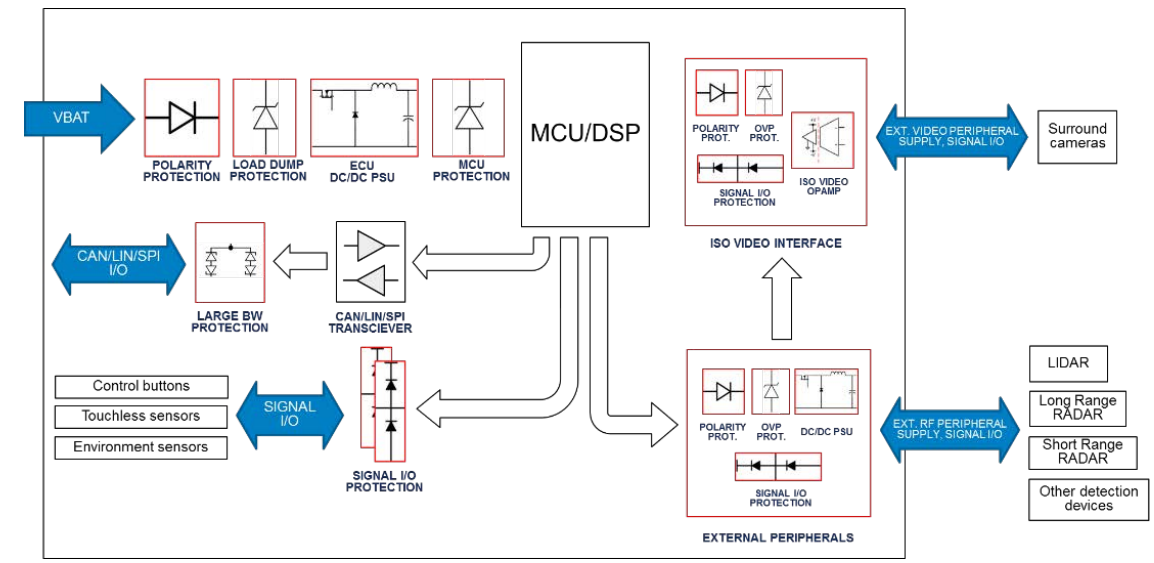 VBAT
POLARITY
PROTECTION
LOAD DUMP
PROTECTION
ECU
DC/DC PSU
MCU
PROTECTION
MCU/DSP
POLARITY
PROT.
OVP
PROT.
SIGNAL I/O
PROTECTION
ISO VIDEO
OPAMP
ISO VIDEO INTERFACE
EXT. VIDEO PERIPHERAL
SUPPLY, SIGNAL I/O
Surround
cameras
CAN/LIN/SPI
I/O
LARGE BW
PROTECTION
CAN/LIN/SPI
TRANSCIEVER
Control buttons
Touchless sensors
Environment sensors
SIGNAL
I/O
SIGNAL I/O
PROTECTION
POLARITY
PROT.
OVP
PROT.
DC/DC PSU
SIGNAL I/O
PROTECTION
EXTERNAL PERIPHERALS
EXT. RF PERIPHERAL
SUPPLY, SIGNAL I/O
LIDAR
Long Range
RADAR
Short Range
RADAR
Other detection
devices